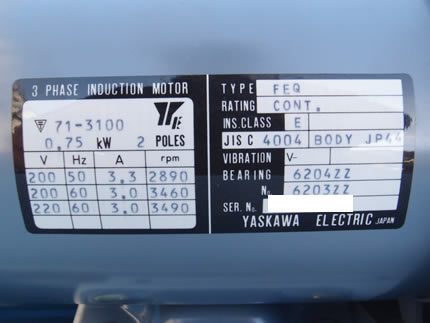 3 PHASE INDUCTION MOTOR
71-3100
0,75 kW 2 POLES
V Hz A rpm
200 50 3,3 2890
200 60 3,0 3460
220 60 3,0 3490
TYPE FEQ
RATING CONT.
INS.CLASS E
JIS C 4004 BODY JP44
VIBRATION V-
BEARING 6204ZZ
No. 6203ZZ
SER. No.
YASKAWA ELECTRIC JAPAN